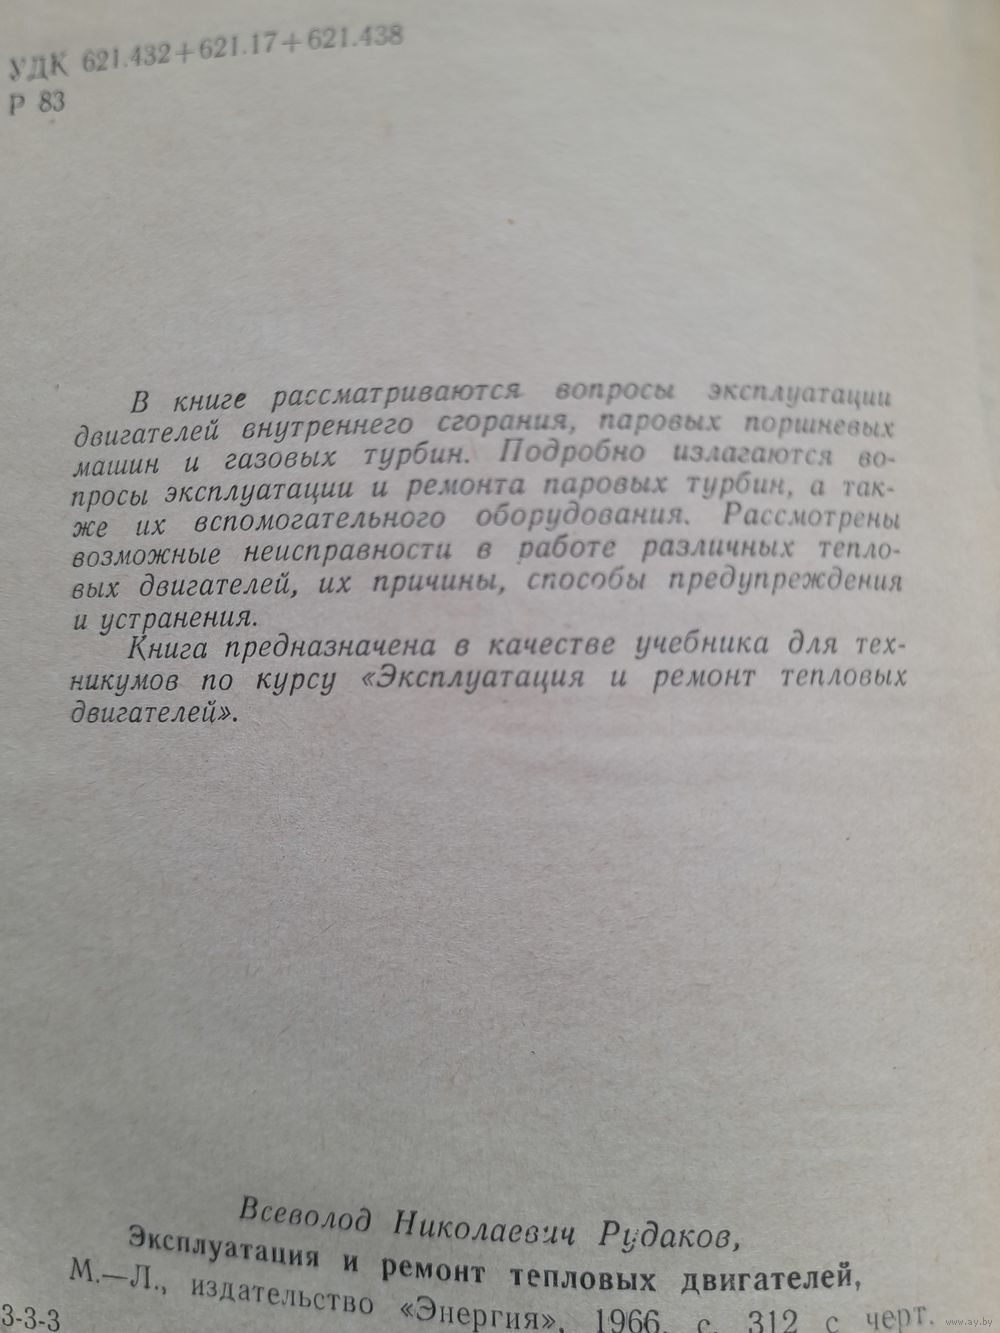 УДК 621.432+621.17+621.438
Р 83
В книге рассматриваются вопросы эксплуатации
двигателей внутреннего сгорания, паровых поршневых
машин и газовых турбин. Подробно излагаются во-
просы эксплуатации и ремонта паровых турбин, а так-
же их вспомогательного оборудования. Рассмотрены
возможные неисправности в работе различных тепло-
вых двигателей, их причины, способы предупреждения
и устранения.
Книга предназначена в качестве учебника для тех-
никумов по курсу «Эксплуатация и ремонт тепловых
двигателей».
Всеволод Николаевич Рудаков,
Эксплуатация и ремонт тепловых двигателей,
М.—Л., издательство «Энергия», 1966, с. 312 с черт.
3-3-3
www.ay.by